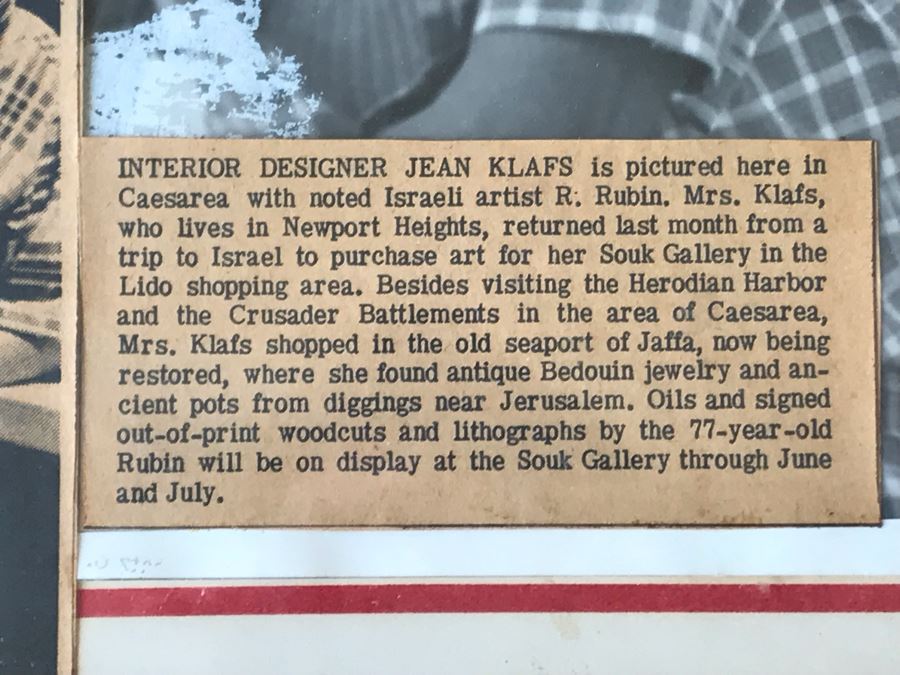 INTERIOR DESIGNER JEAN KLAFS is pictured here in
Caesarea with noted Israeli artist R. Rubin. Mrs. Klafs,
who lives in Newport Heights, returned last month from a
trip to Israel to purchase art for her Souk Gallery in the
Lido shopping area. Besides visiting the Herodian Harbor
and the Crusader Battlements in the area of Caesarea,
Mrs. Klafs shopped in the old seaport of Jaffa, now being
restored, where she found antique Bedouin jewelry and an-
cient pots from diggings near Jerusalem. Oils and signed
out-of-print woodcuts and lithographs by the 77-year-old
Rubin will be on display at the Souk Gallery through June
and July.